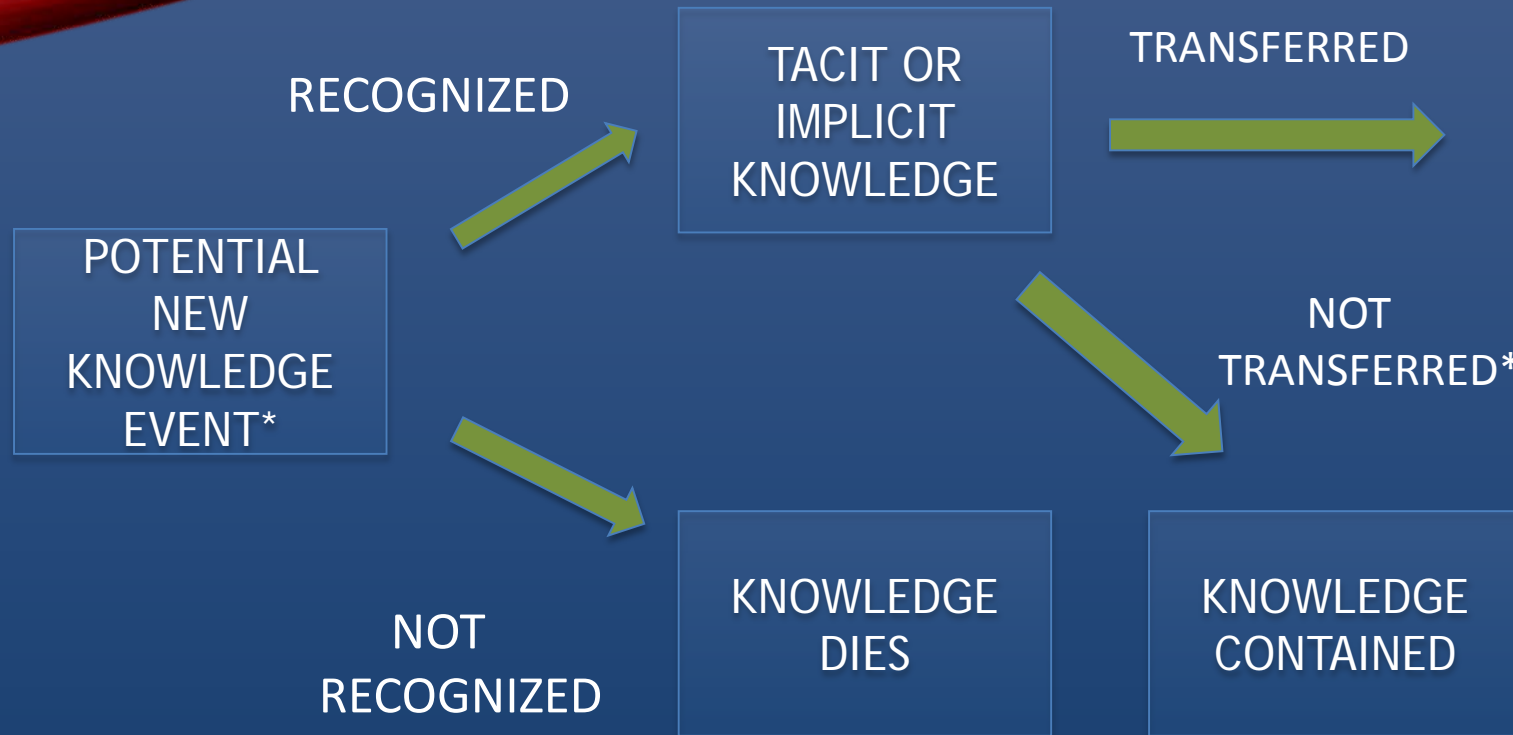 RECOGNIZED
TACIT OR
IMPLICIT
KNOWLEDGE
TRANSFERRED
POTENTIAL
NEW
KNOWLEDGE
EVENT*
NOT
TRANSFERRED*
NOT
RECOGNIZED
KNOWLEDGE
DIES
KNOWLEDGE
CONTAINED